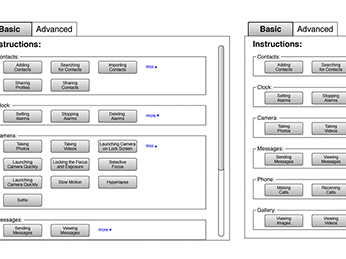 Basic Advanced
structions:
ontacts:
Adding Contacts Searching for Contacts Importing Contacts less ▲
Sharing Profiles Sharing Contacts
lock:
Setting Alarms Stopping Alarms Deleting Alarms more ▼
amera:
Taking Photos Taking Videos Launching Camera on Lock Screen less ▲
Launching Camera Quickly Locking the Focus and Exposure Selective Focus
Launching Camera Quickly Slow Motion Hyperlapse
Selfie
essages:
Sending Messages Viewing Messages more ▼
Basic Advanced
Instructions:
Contacts:
Adding Contacts Searching for Contacts
Clock:
Setting Alarms Stopping Alarms
Camera:
Taking Photos Taking Videos
Messages:
Sending Messages Viewing Messages
Phone:
Making Calls Receiving Calls
Gallery:
Viewing Images Viewing Videos